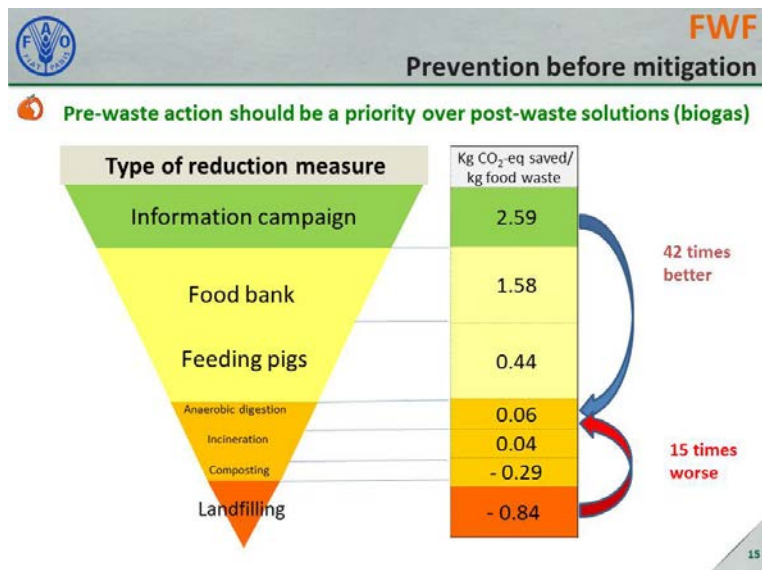 FAO
FIAT PANIS
FWF
Prevention before mitigation
Pre-waste action should be a priority over post-waste solutions (biogas)
Type of reduction measure
Kg CO₂-eq saved/
kg food waste
Information campaign
2.59
42 times
better
Food bank
1.58
Feeding pigs
0.44
Anaerobic digestion
0.06
Incineration
0.04
15 times
worse
Composting
- 0.29
Landfilling
- 0.84
15